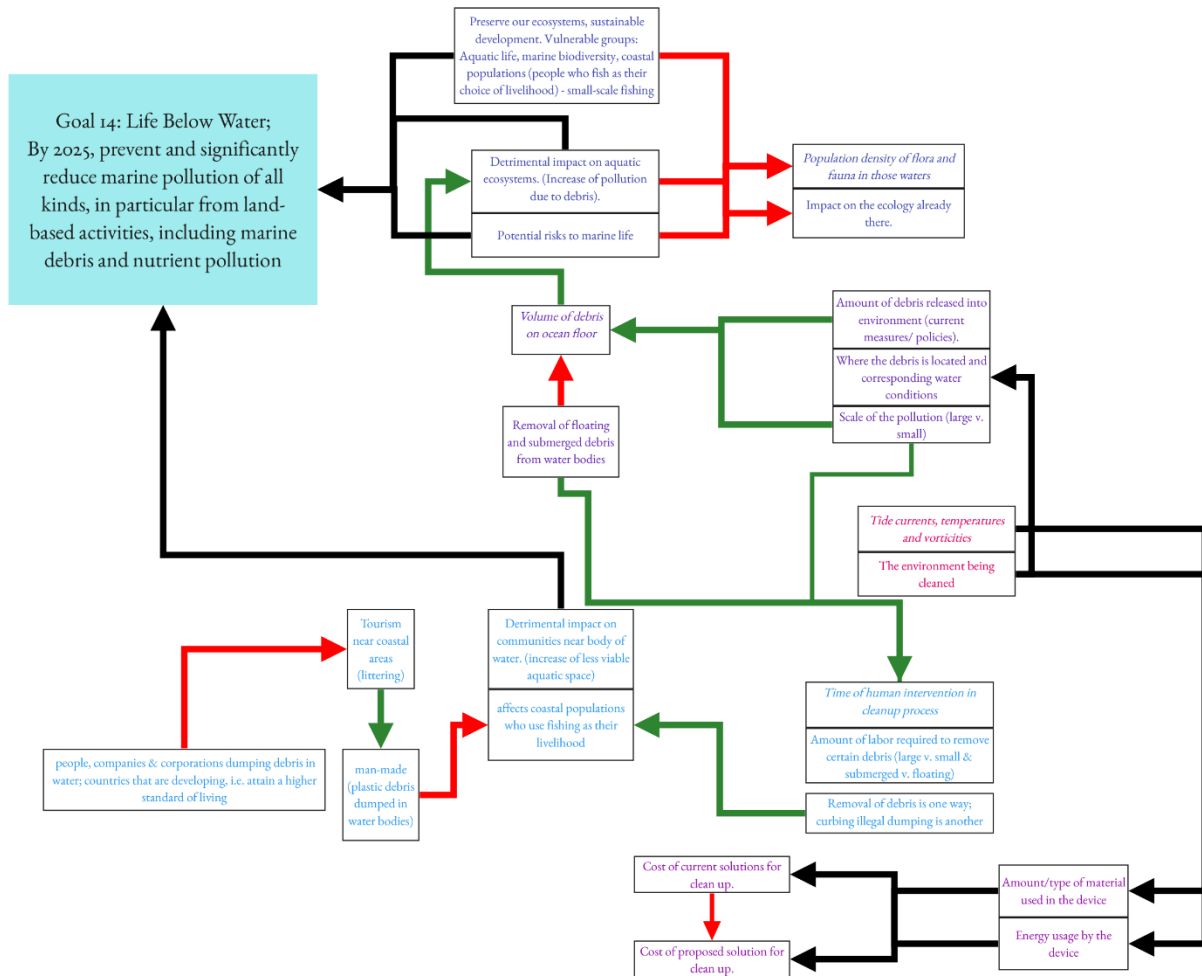 Preserve our ecosystems, sustainable
development. Vulnerable groups:
Aquatic life, marine biodiversity, coastal
populations (people who fish as their
choice of livelihood) - small-scale fishing
Goal 14: Life Below Water;
By 2025, prevent and significantly
reduce marine pollution of all
kinds, in particular from land-
based activities, including marine
debris and nutrient pollution
Detrimental impact on aquatic
ecosystems. (Increase of pollution
due to debris).
Potential risks to marine life
Population density of flora and
fauna in those waters
Impact on the ecology already
there.
Volume of debris
on ocean floor
Amount of debris released into
environment (current
measures/ policies).
Where the debris is located and
corresponding water
conditions
Scale of the pollution (large v.
small)
Removal of floating
and submerged debris
from water bodies
Tide currents, temperatures
and vorticities
The environment being
cleaned
Tourism
near coastal
areas
(littering)
Detrimental impact on
communities near body of
water. (increase of less viable
aquatic space)
affects coastal populations
who use fishing as their
livelihood
Time of human intervention in
cleanup process
Amount of labor required to remove
certain debris (large v. small &
submerged v. floating)
people, companies & corporations dumping debris in
water; countries that are developing, i.e. attain a higher
standard of living
man-made
(plastic debris
dumped in
water bodies)
Removal of debris is one way;
curbing illegal dumping is another
Cost of current solutions for
clean up.
Amount/type of material
used in the device
Energy usage by the
device
Cost of proposed solution for
clean up.